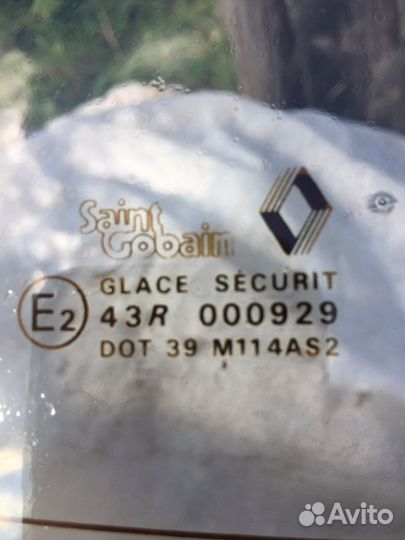 Saint
Gobain
GLACE SÉCURIT
E2
43R 000929
DOT 39 M114AS2
Avito